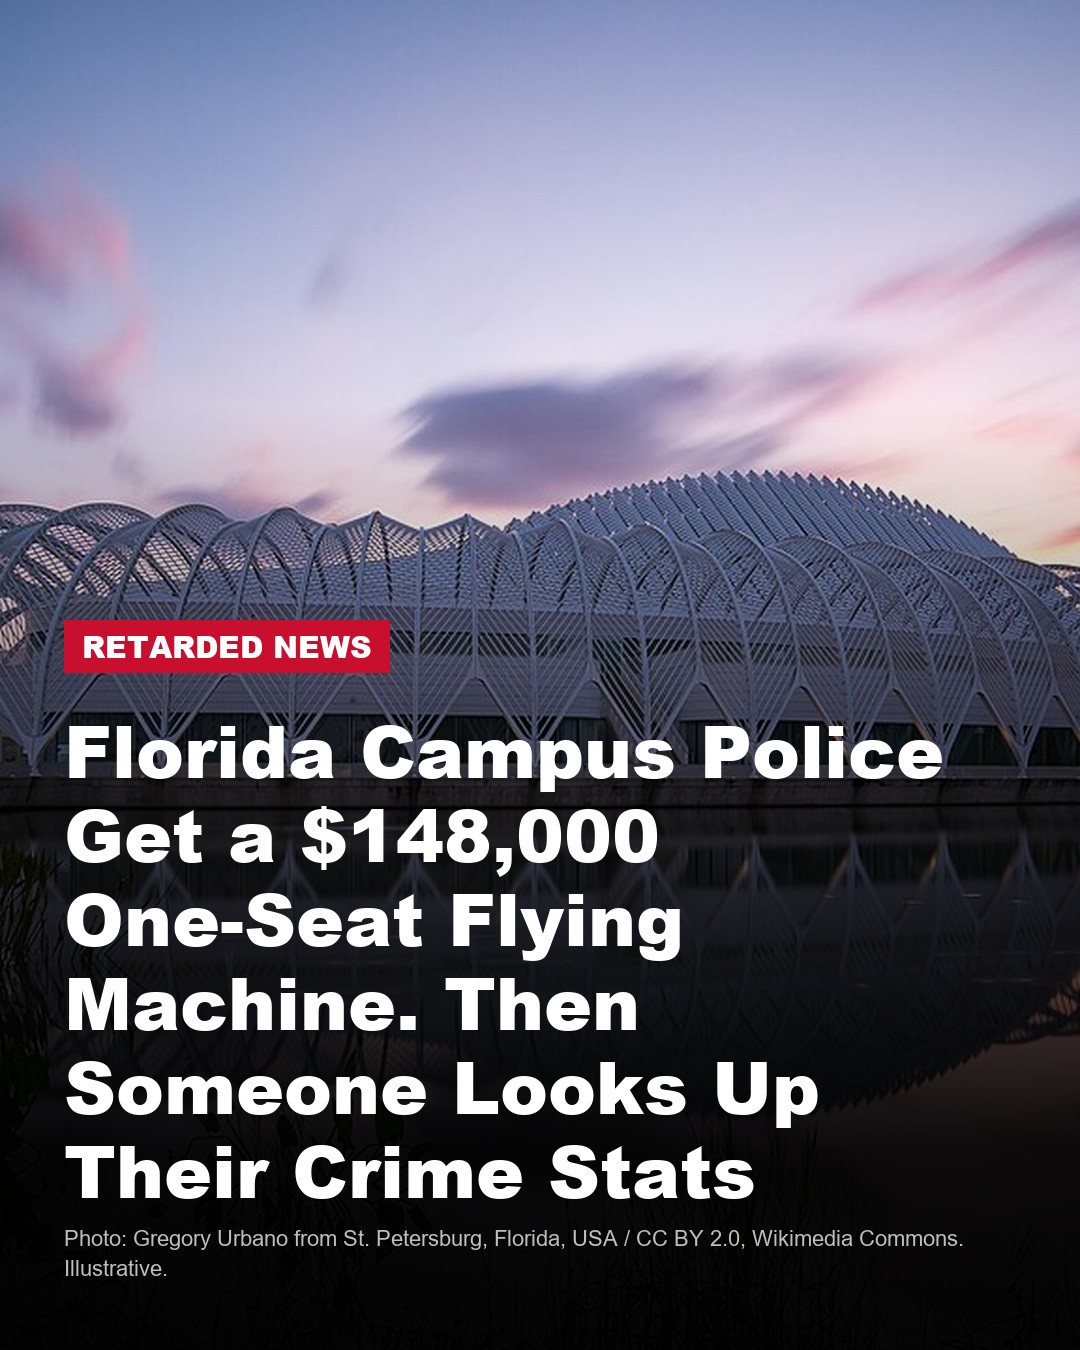 RETARDED NEWS
Florida Campus Police
Get a $148,000
One-Seat Flying
Machine. Then
Someone Looks Up
Their Crime Stats
Photo: Gregory Urbano from St. Petersburg, Florida, USA / CC BY 2.0, Wikimedia Commons.
Illustrative.